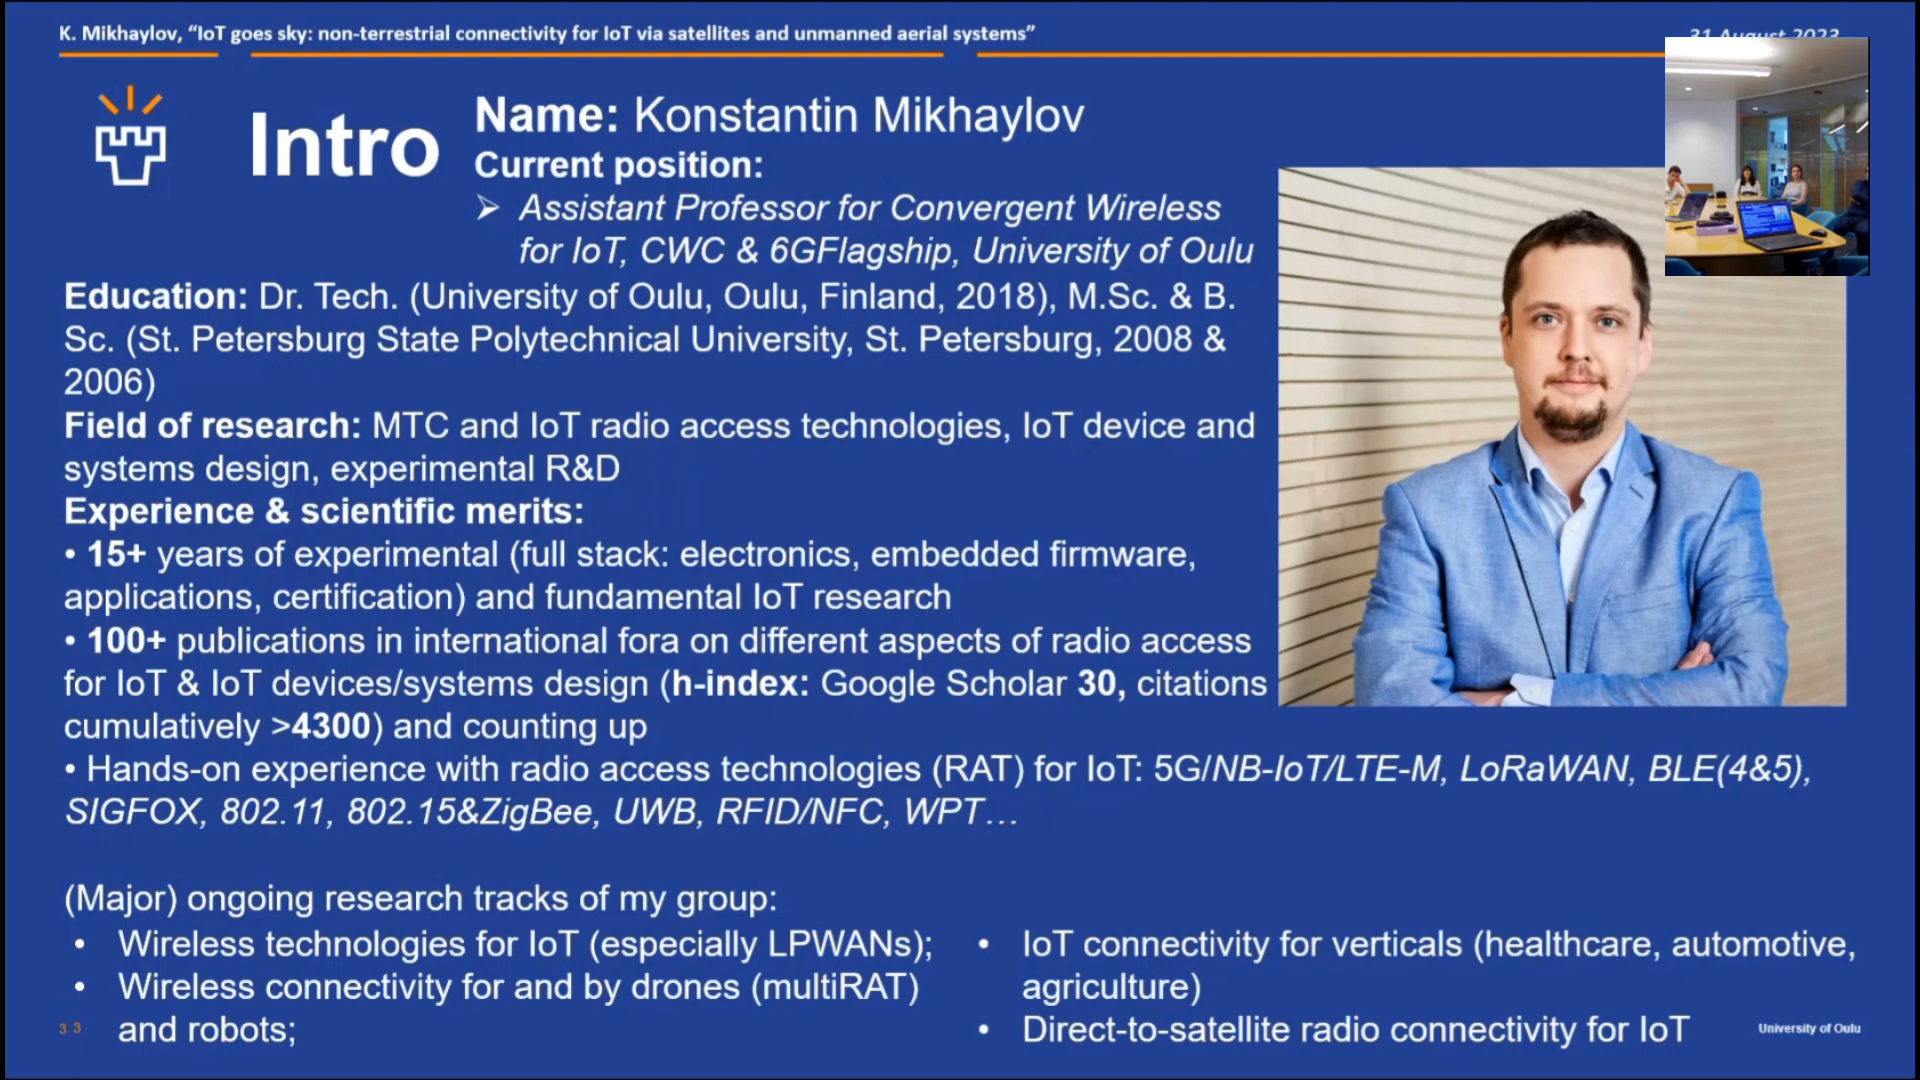 K. Mikhaylov, “IoT goes sky: non-terrestrial connectivity for IoT via satellites and unmanned aerial systems”
31 August 2023
Intro
Name: Konstantin Mikhaylov
Current position:
➢ Assistant Professor for Convergent Wireless
for IoT, CWC & 6GFlagship, University of Oulu
Education: Dr. Tech. (University of Oulu, Oulu, Finland, 2018), M.Sc. & B.
Sc. (St. Petersburg State Polytechnical University, St. Petersburg, 2008 &
2006)
Field of research: MTC and IoT radio access technologies, IoT device and
systems design, experimental R&D
Experience & scientific merits:
• 15+ years of experimental (full stack: electronics, embedded firmware,
applications, certification) and fundamental IoT research
• 100+ publications in international fora on different aspects of radio access
for IoT & IoT devices/systems design (h-index: Google Scholar 30, citations
cumulatively >4300) and counting up
• Hands-on experience with radio access technologies (RAT) for IoT: 5G/NB-IoT/LTE-M, LoRaWAN, BLE(4&5),
SIGFOX, 802.11, 802.15&ZigBee, UWB, RFID/NFC, WPT…
(Major) ongoing research tracks of my group:
• Wireless technologies for IoT (especially LPWANs);
• Wireless connectivity for and by drones (multiRAT)
and robots;
• IoT connectivity for verticals (healthcare, automotive,
agriculture)
• Direct-to-satellite radio connectivity for IoT
3 3
University of Oulu